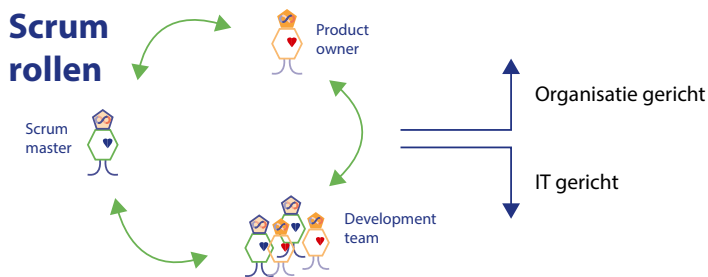 Scrum
rollen
Product
owner
Scrum
master
Development
team
Organisatie gericht
IT gericht